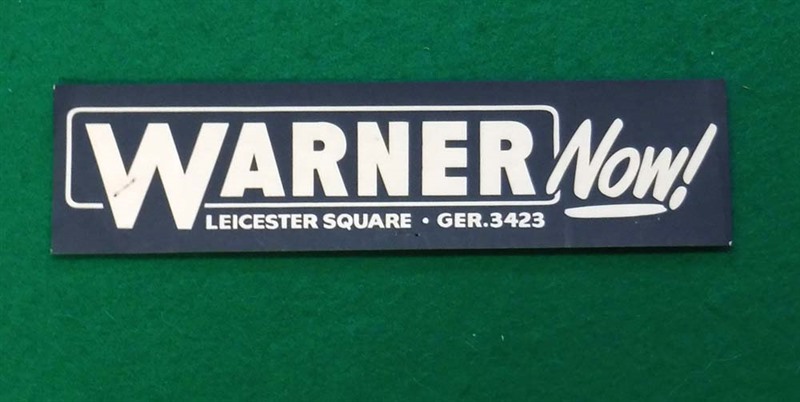 WARNER Now!
LEICESTER SQUARE · GER.3423